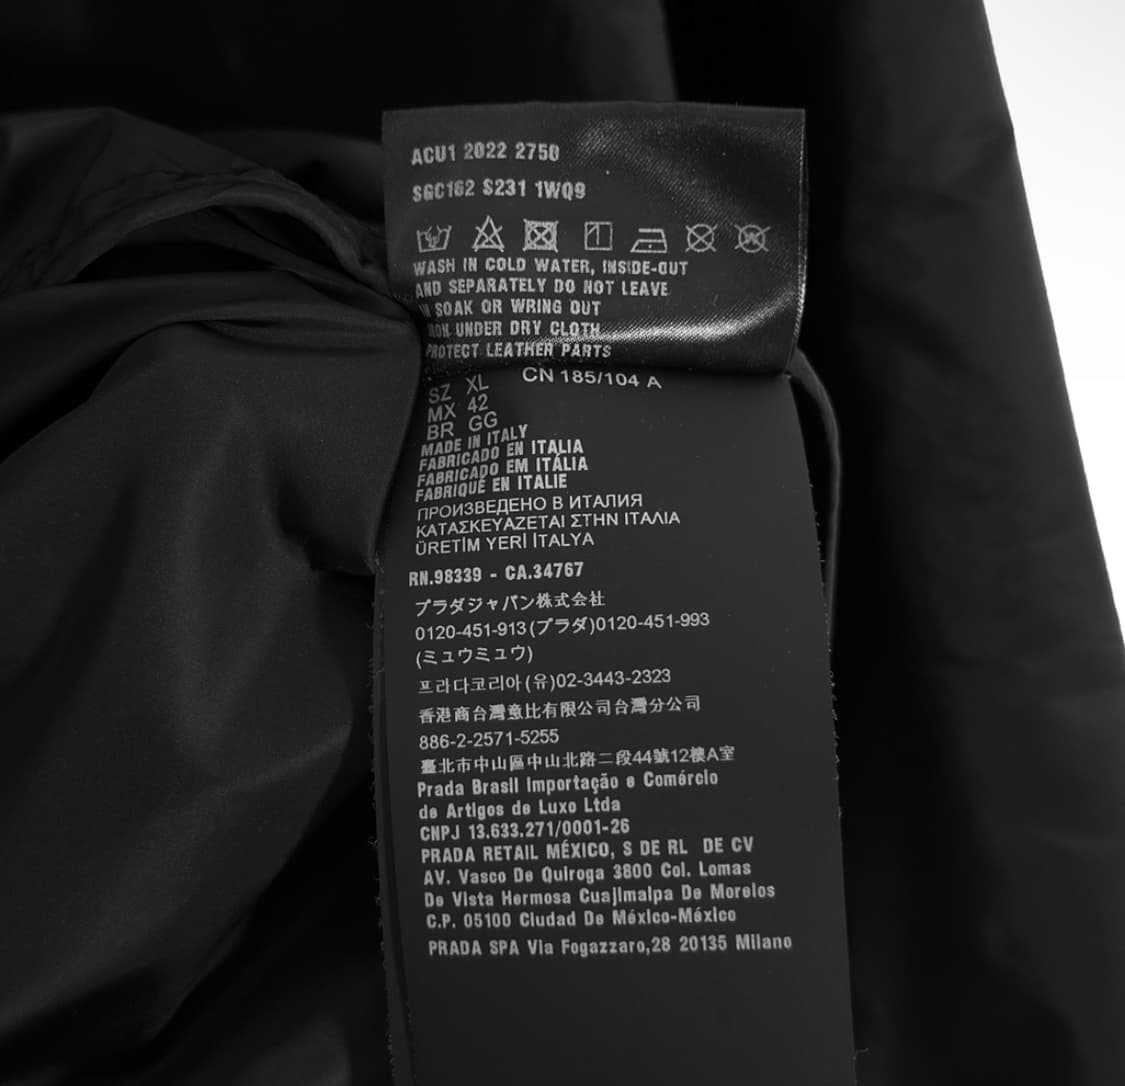 ACU1 2022 2750
SGC162 S231 1WQ9
WASH IN COLD WATER, INSIDE-OUT
AND SEPARATELY DO NOT LEAVE
SOAK OR WRING OUT
UNDER DRY CLOTH
PROTECT LEATHER PARTS
SZ XL CN 185/104 A
MX 42
BR GG
MADE IN ITALY
FABRICADO EN ITALIA
FABRICADO EM ITÁLIA
FABRIQUÉ EN ITALIE
ПРОИЗВЕДЕНО В ИТАЛИЯ
ΚΑΤΑΣΚΕΥΑΖΕΤΑΙ ΣΤΗΝ ΙΤΑΛΙΑ
ÜRETİM YERİ İTALYA
RN.98339 - CA.34767
プラダジャパン株式会社
0120-451-913(プラダ)0120-451-993
(ミュウミュウ)
프라다코리아(유)02-3443-2323
香港商台灣意比有限公司台灣分公司
886-2-2571-5255
臺北市中山區中山北路二段44號12樓A室
Prada Brasil Importação e Comércio
de Artigos de Luxo Ltda
CNPJ 13.633.271/0001-26
PRADA RETAIL MÉXICO, S DE RL DE CV
AV. Vasco De Quiroga 3800 Col. Lomas
De Vista Hermosa Cuajimalpa De Morelos
C.P. 05100 Ciudad De México-México
PRADA SPA Via Fogazzaro,28 20135 Milano